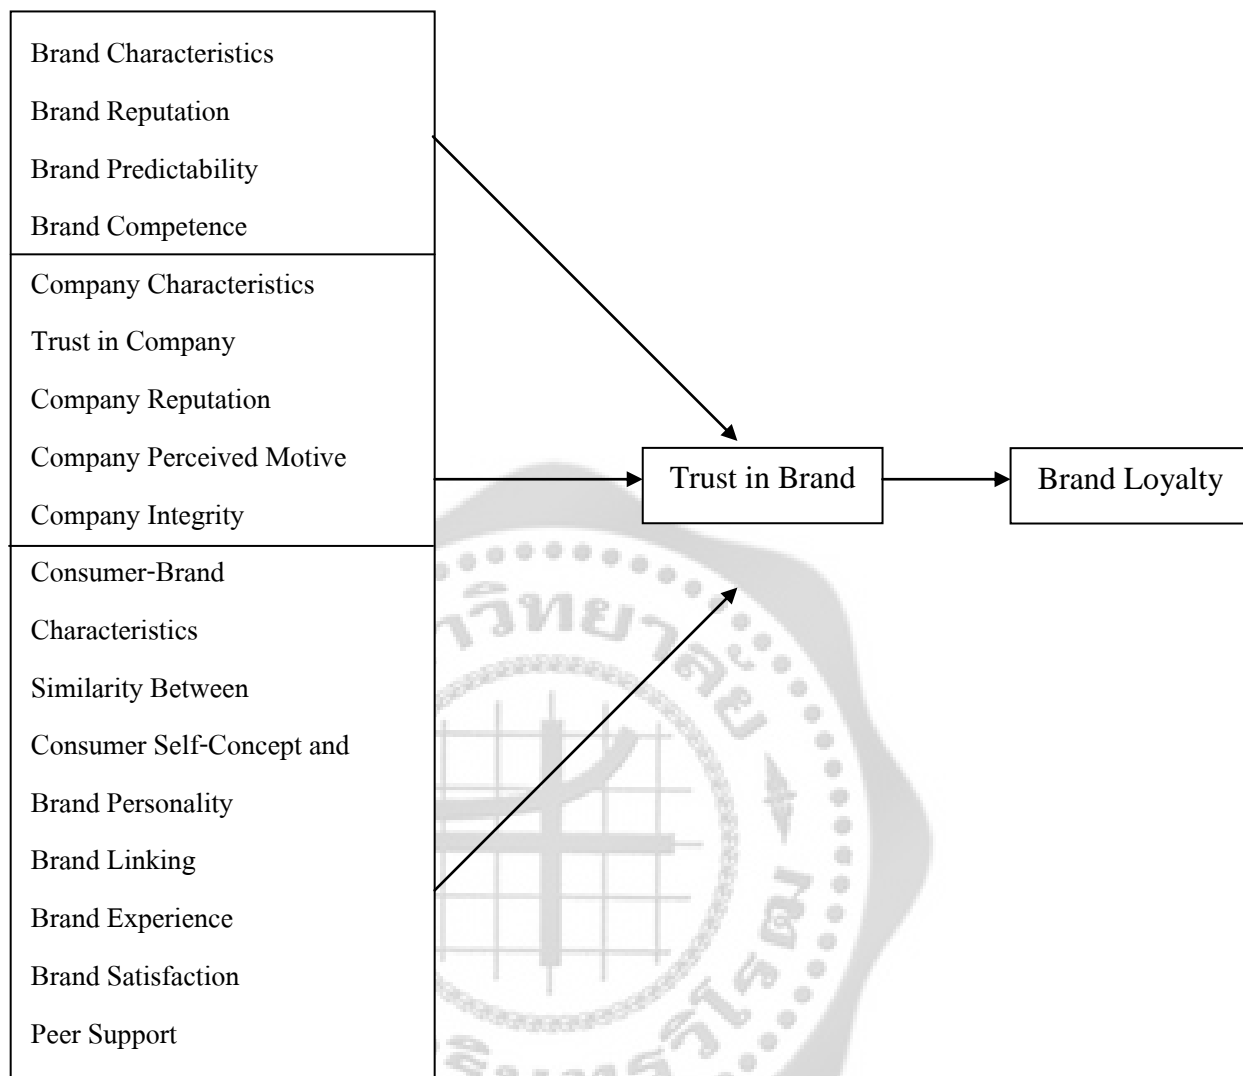 Brand Characteristics
Brand Reputation
Brand Predictability
Brand Competence
Company Characteristics
Trust in Company
Company Reputation
Company Perceived Motive
Company Integrity
Consumer-Brand
Characteristics
Similarity Between
Consumer Self-Concept and
Brand Personality
Brand Linking
Brand Experience
Brand Satisfaction
Peer Support
Trust in Brand
Brand Loyalty